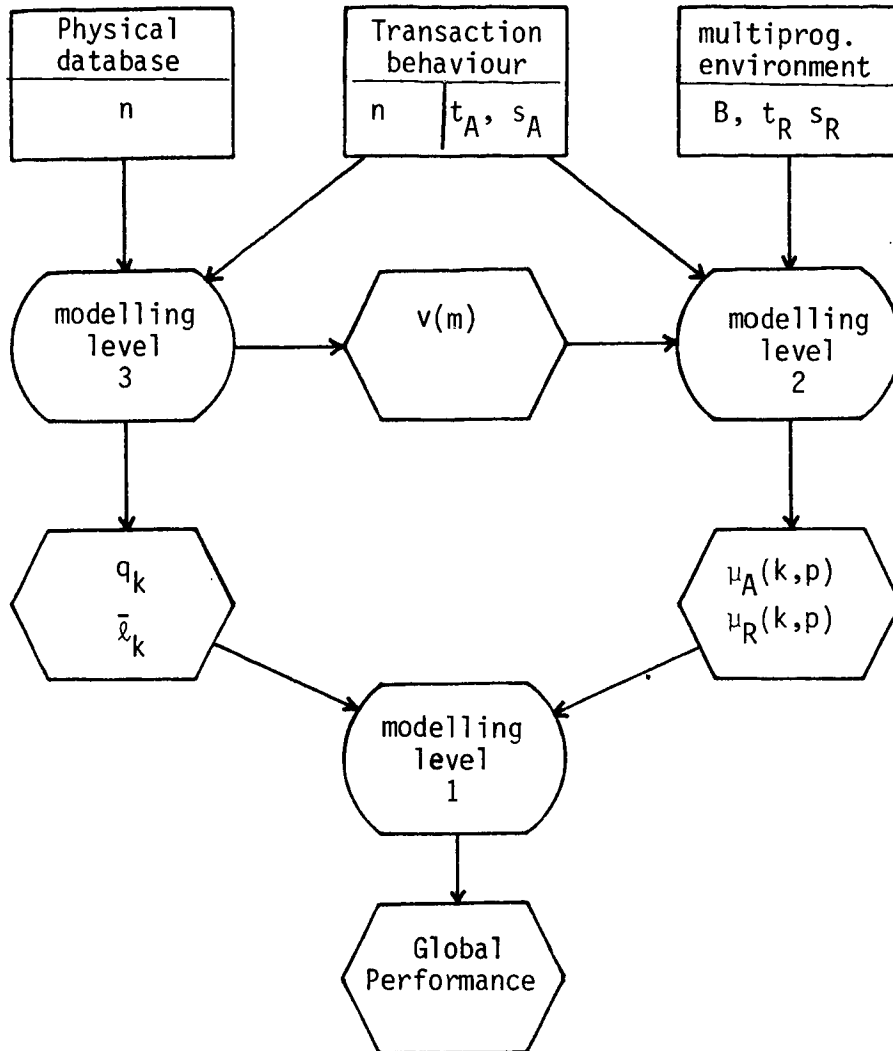 Physical
database
n
Transaction
behaviour
n t_A, s_A
multiprog.
environment
B, t_R s_R
modelling
level
3
v(m)
modelling
level
2
q_k
ℓ̄_k
μ_A(k,p)
μ_R(k,p)
modelling
level
1
Global
Performance